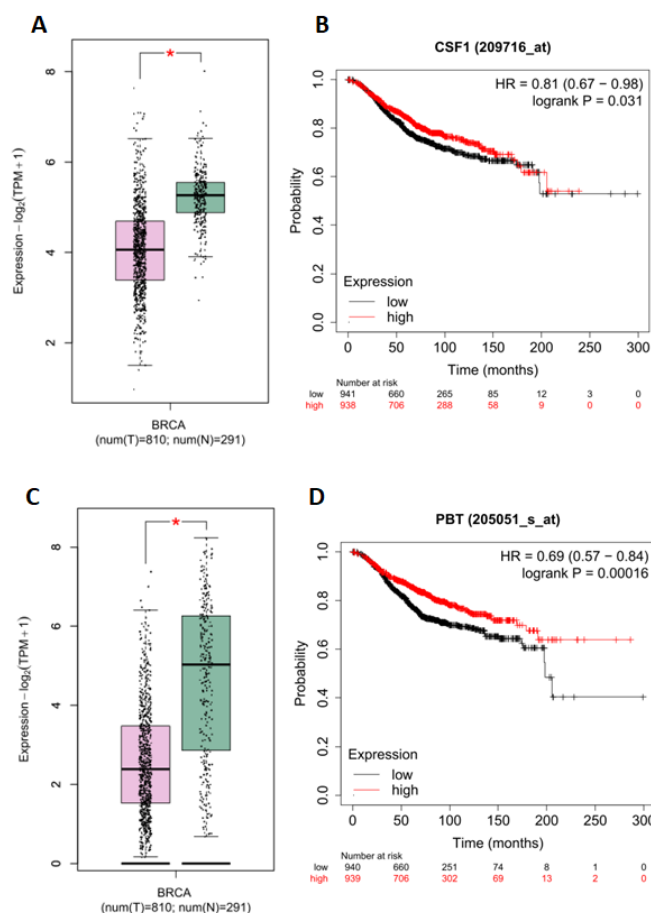 A
*
Expression – log₂(TPM + 1)
8
6
4
2
BRCA
(num(T)=810; num(N)=291)
B
CSF1 (209716_at)
HR = 0.81 (0.67 − 0.98)
logrank P = 0.031
Probability
1.0
0.8
0.6
0.4
0.2
0.0
Expression
low
high
0 50 100 150 200 250 300
Time (months)
Number at risk
low 941 660 265 85 12 3 0
high 938 706 288 58 9 0 0
C
*
Expression – log₂(TPM + 1)
8
6
4
2
0
BRCA
(num(T)=810; num(N)=291)
D
PBT (205051_s_at)
HR = 0.69 (0.57 − 0.84)
logrank P = 0.00016
Probability
1.0
0.8
0.6
0.4
0.2
0.0
Expression
low
high
0 50 100 150 200 250 300
Time (months)
Number at risk
low 940 660 251 74 8 1 0
high 939 706 302 69 13 2 0